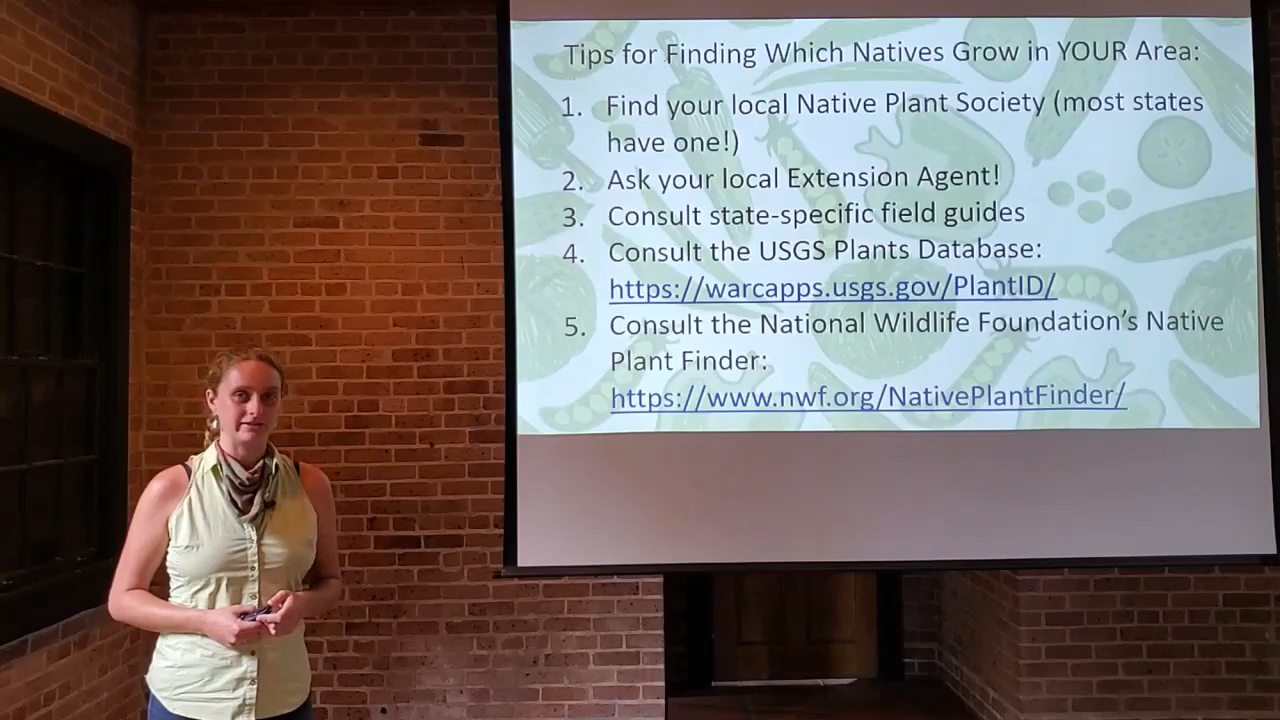 Tips for Finding Which Natives Grow in YOUR Area:
1. Find your local Native Plant Society (most states
have one!)
2. Ask your local Extension Agent!
3. Consult state-specific field guides
4. Consult the USGS Plants Database:
https://warcapps.usgs.gov/PlantID/
5. Consult the National Wildlife Foundation's Native
Plant Finder:
https://www.nwf.org/NativePlantFinder/